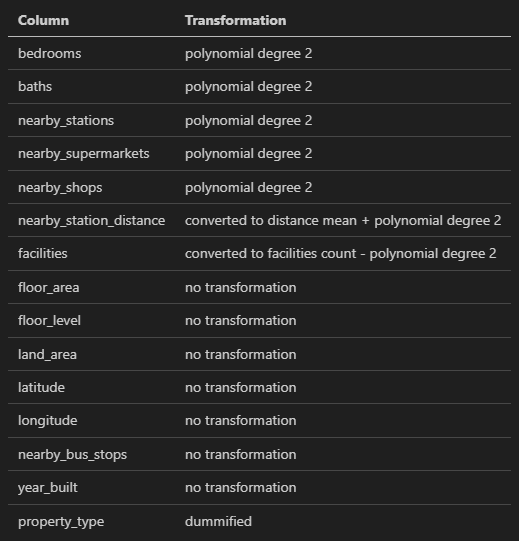 Column Transformation
bedrooms polynomial degree 2
baths polynomial degree 2
nearby_stations polynomial degree 2
nearby_supermarkets polynomial degree 2
nearby_shops polynomial degree 2
nearby_station_distance converted to distance mean + polynomial degree 2
facilities converted to facilities count - polynomial degree 2
floor_area no transformation
floor_level no transformation
land_area no transformation
latitude no transformation
longitude no transformation
nearby_bus_stops no transformation
year_built no transformation
property_type dummified